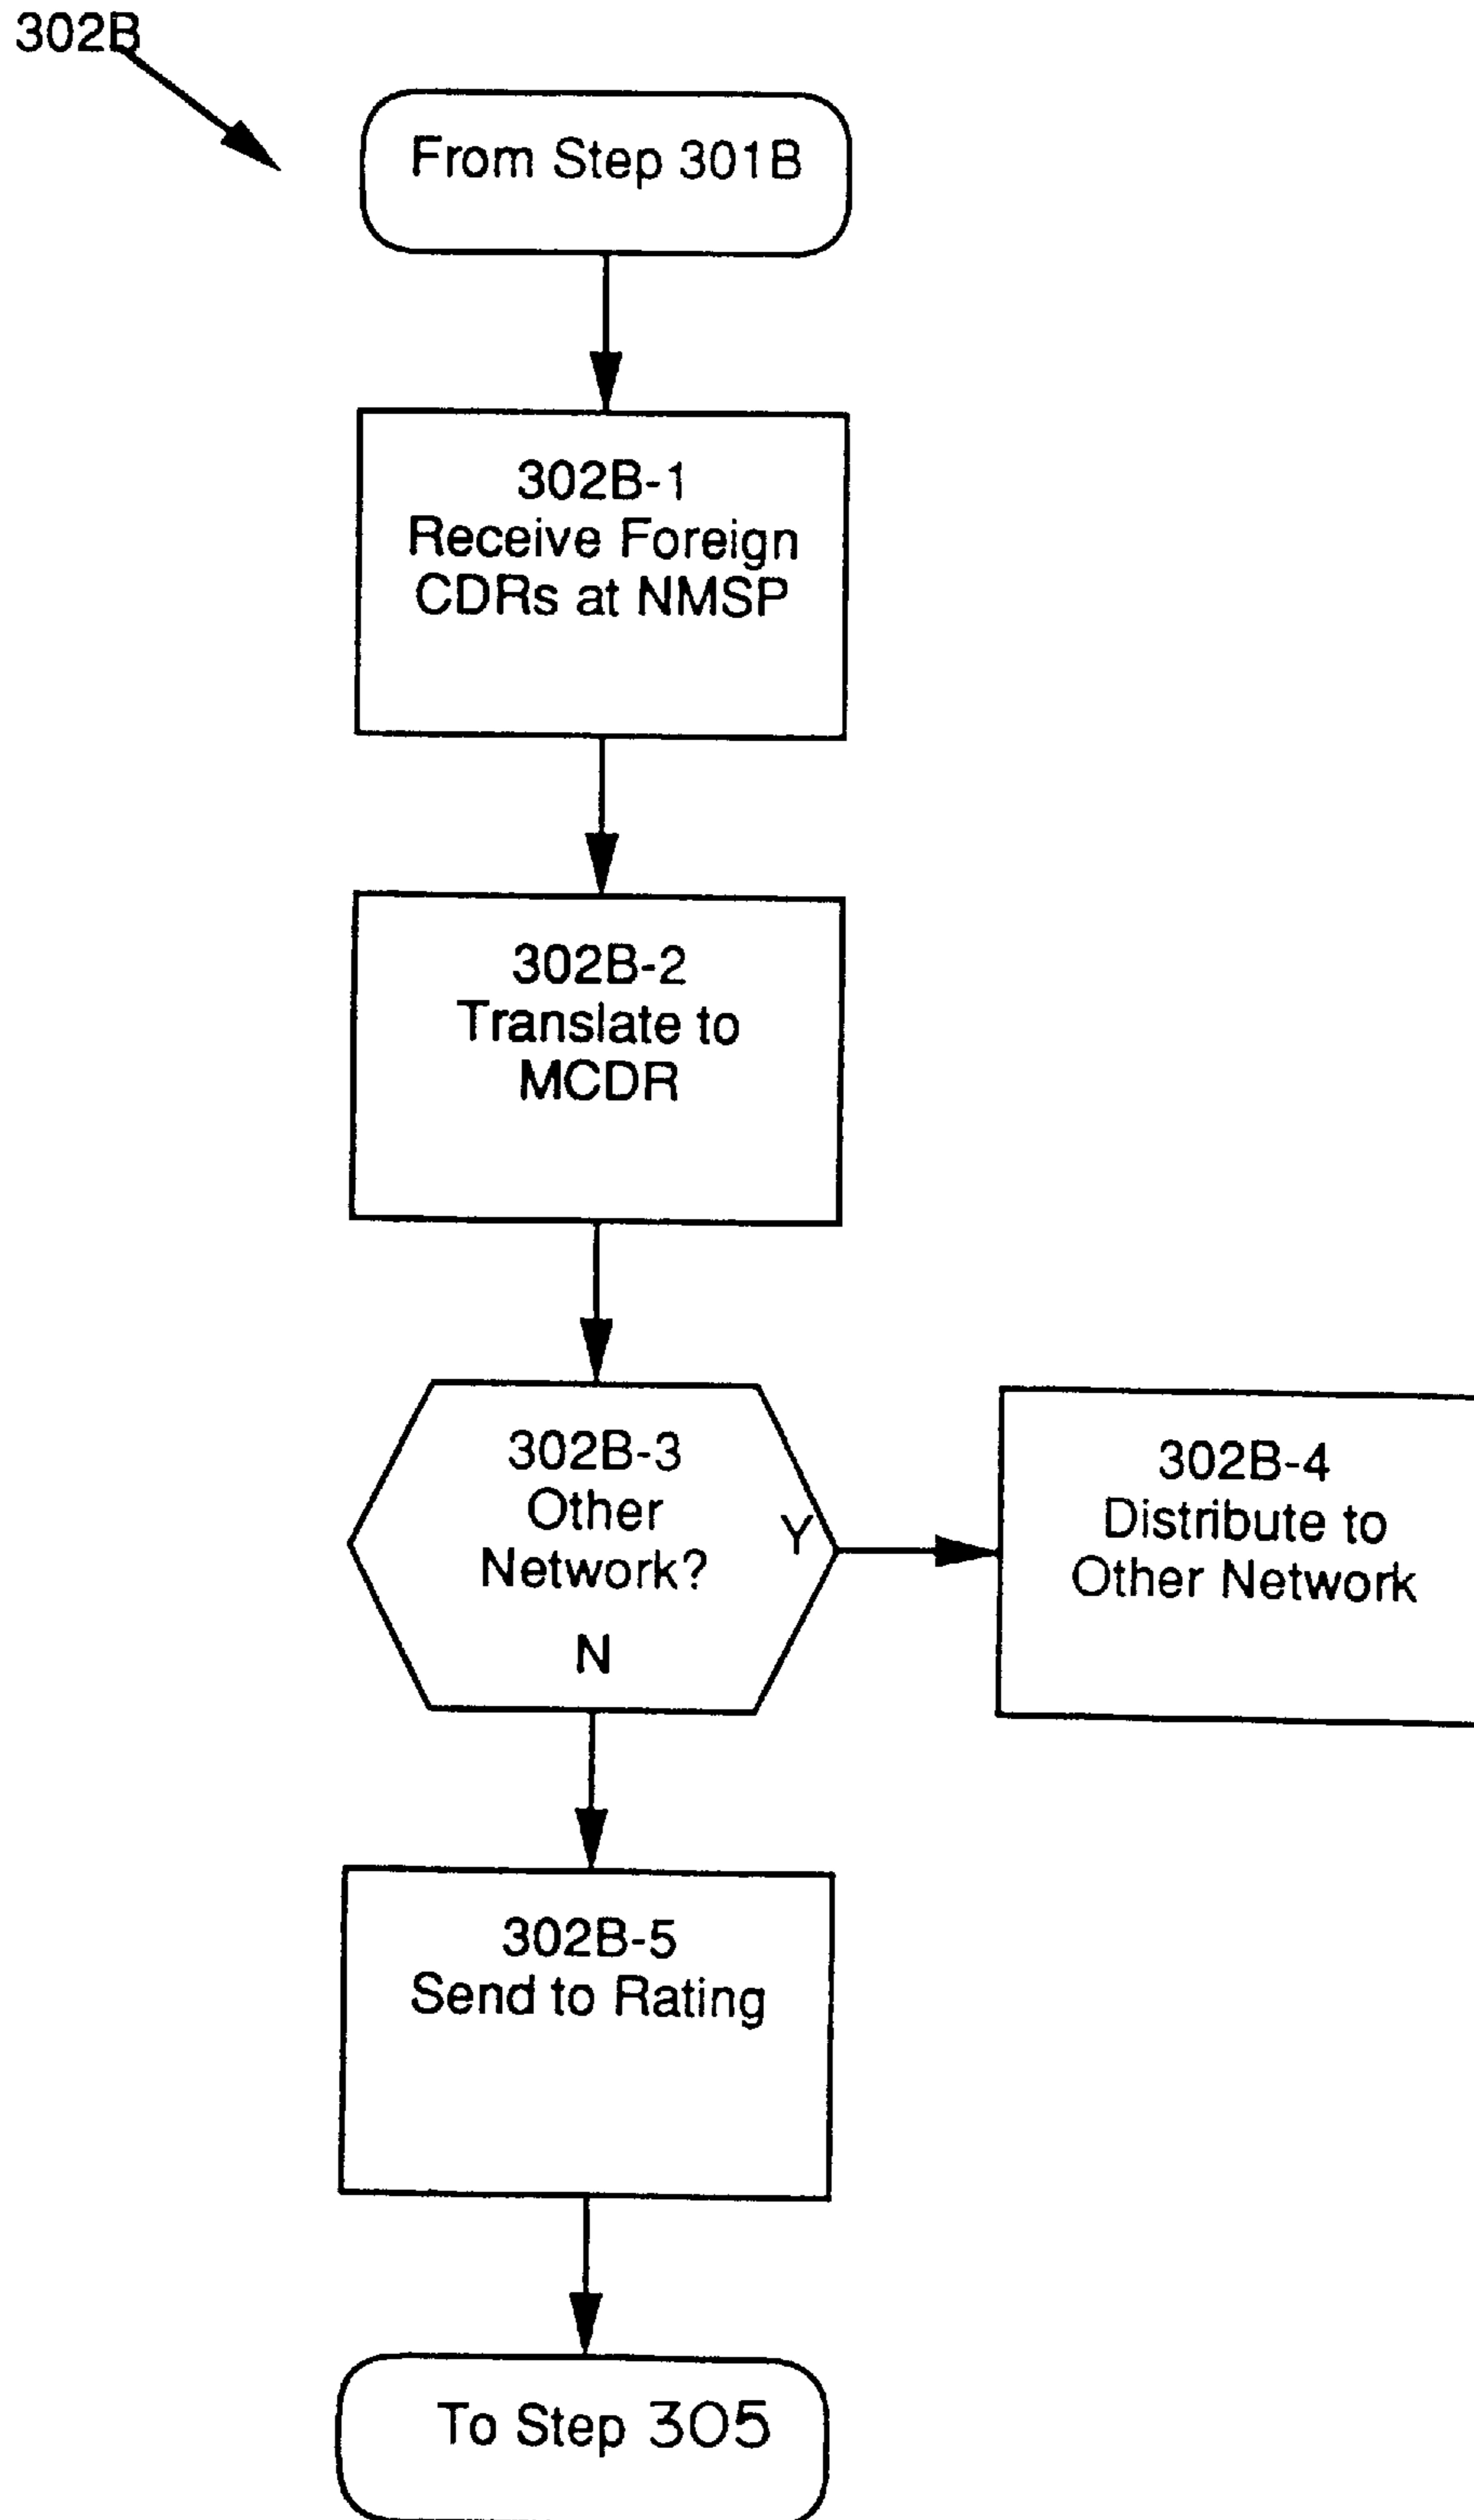 302B
From Step 301B
302B-1
Receive Foreign
CDRs at NMSP
302B-2
Translate to
MCDR
302B-3
Other
Network?
Y
N
302B-4
Distribute to
Other Network
302B-5
Send to Rating
To Step 305